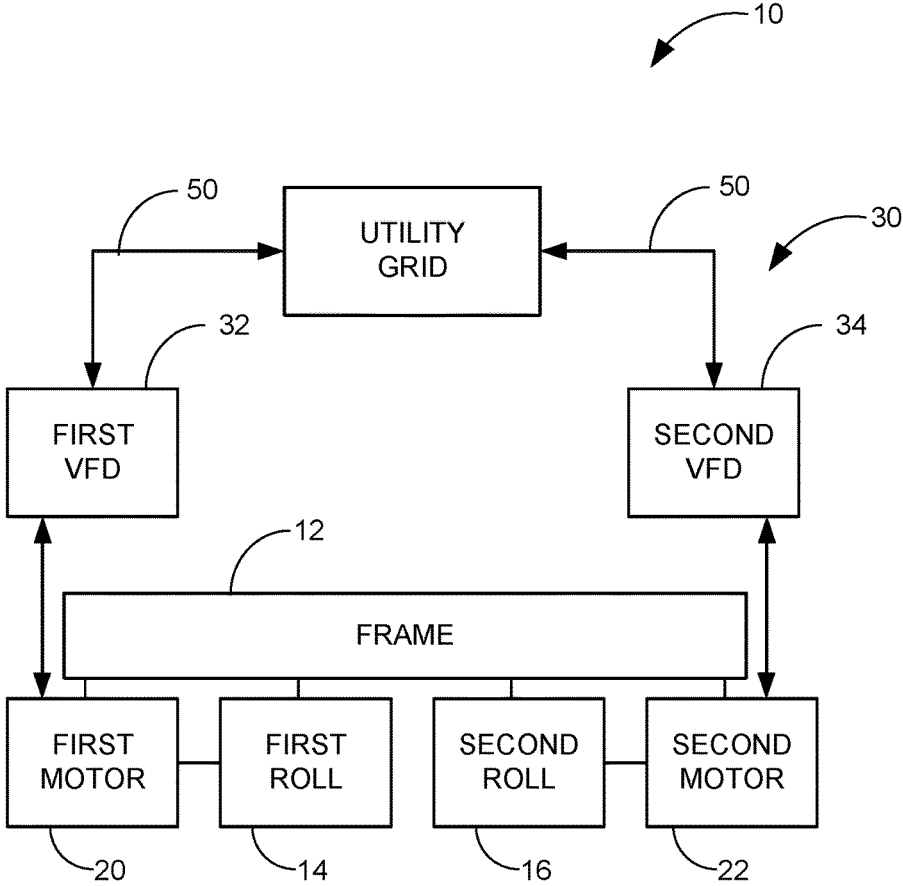 10
50
50
30
UTILITY
GRID
32
34
FIRST
VFD
SECOND
VFD
12
FRAME
FIRST
MOTOR
FIRST
ROLL
SECOND
ROLL
SECOND
MOTOR
20
14
16
22